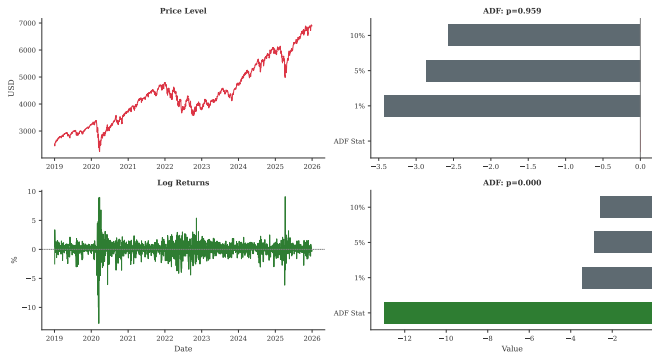 Price Level
USD
7000
6000
5000
4000
3000
2019 2020 2021 2022 2023 2024 2025 2026
ADF: p=0.959
10%
5%
1%
ADF Stat
−3.5 −3.0 −2.5 −2.0 −1.5 −1.0 −0.5 0.0
Log Returns
%
10
5
0
−5
−10
2019 2020 2021 2022 2023 2024 2025 2026
Date
ADF: p=0.000
10%
5%
1%
ADF Stat
−12 −10 −8 −6 −4 −2
Value